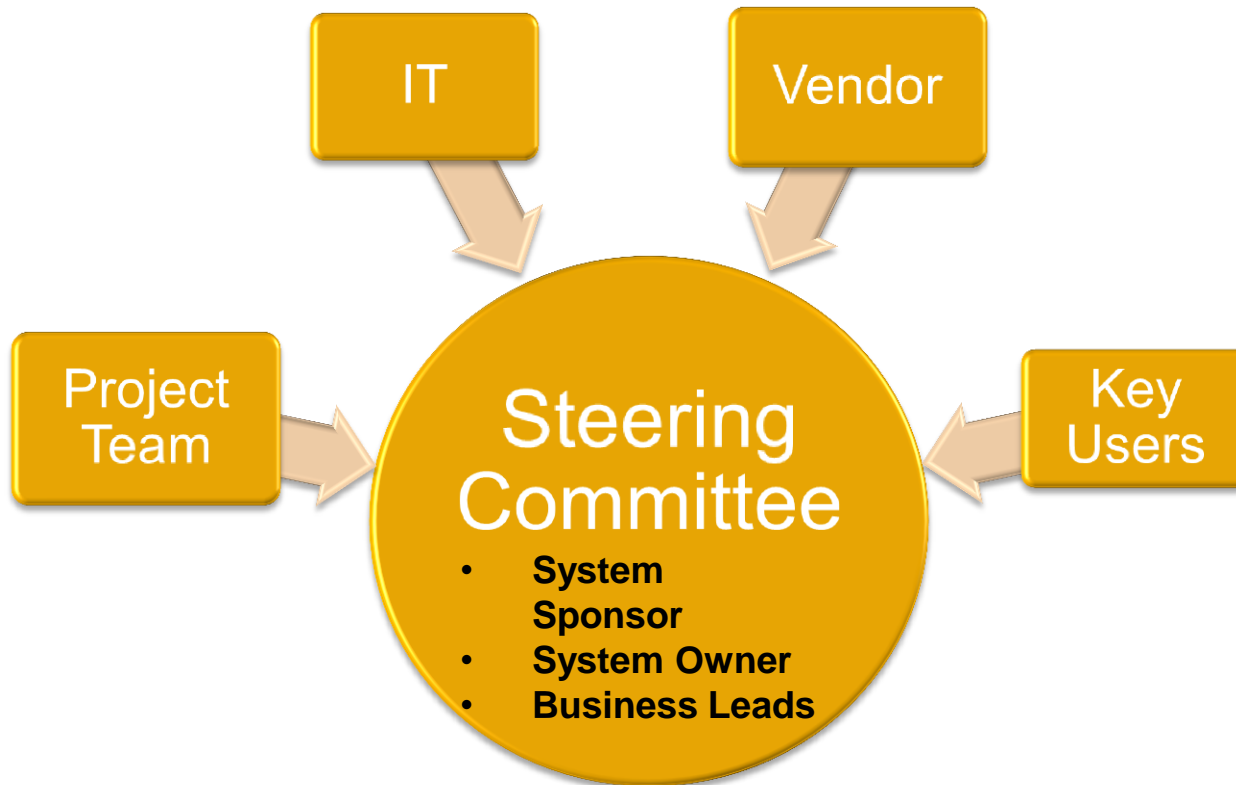 IT
Vendor
Project
Team
Key
Users
Steering
Committee
• System
Sponsor
• System Owner
• Business Leads